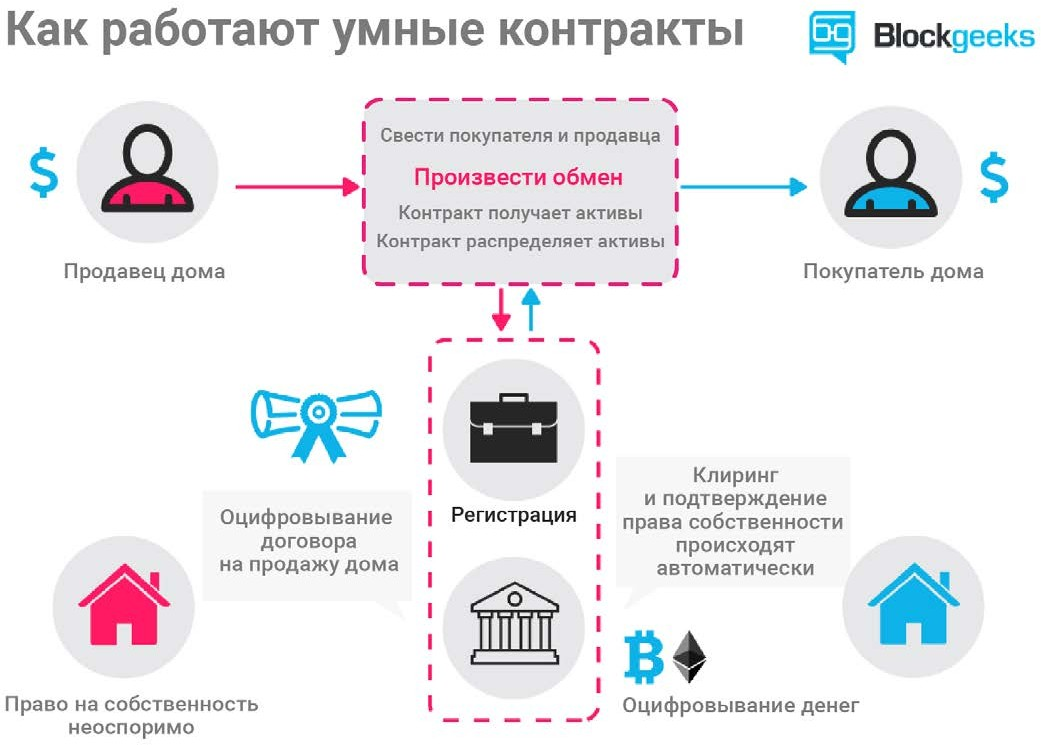 Как работают умные контракты
Blockgeeks
Свести покупателя и продавца
Произвести обмен
Контракт получает активы
Контракт распределяет активы
$
$
Продавец дома
Покупатель дома
Оцифровывание
договора
на продажу дома
Регистрация
Клиринг
и подтверждение
права собственности
происходят
автоматически
Право на собственность
неоспоримо
Оцифровывание денег